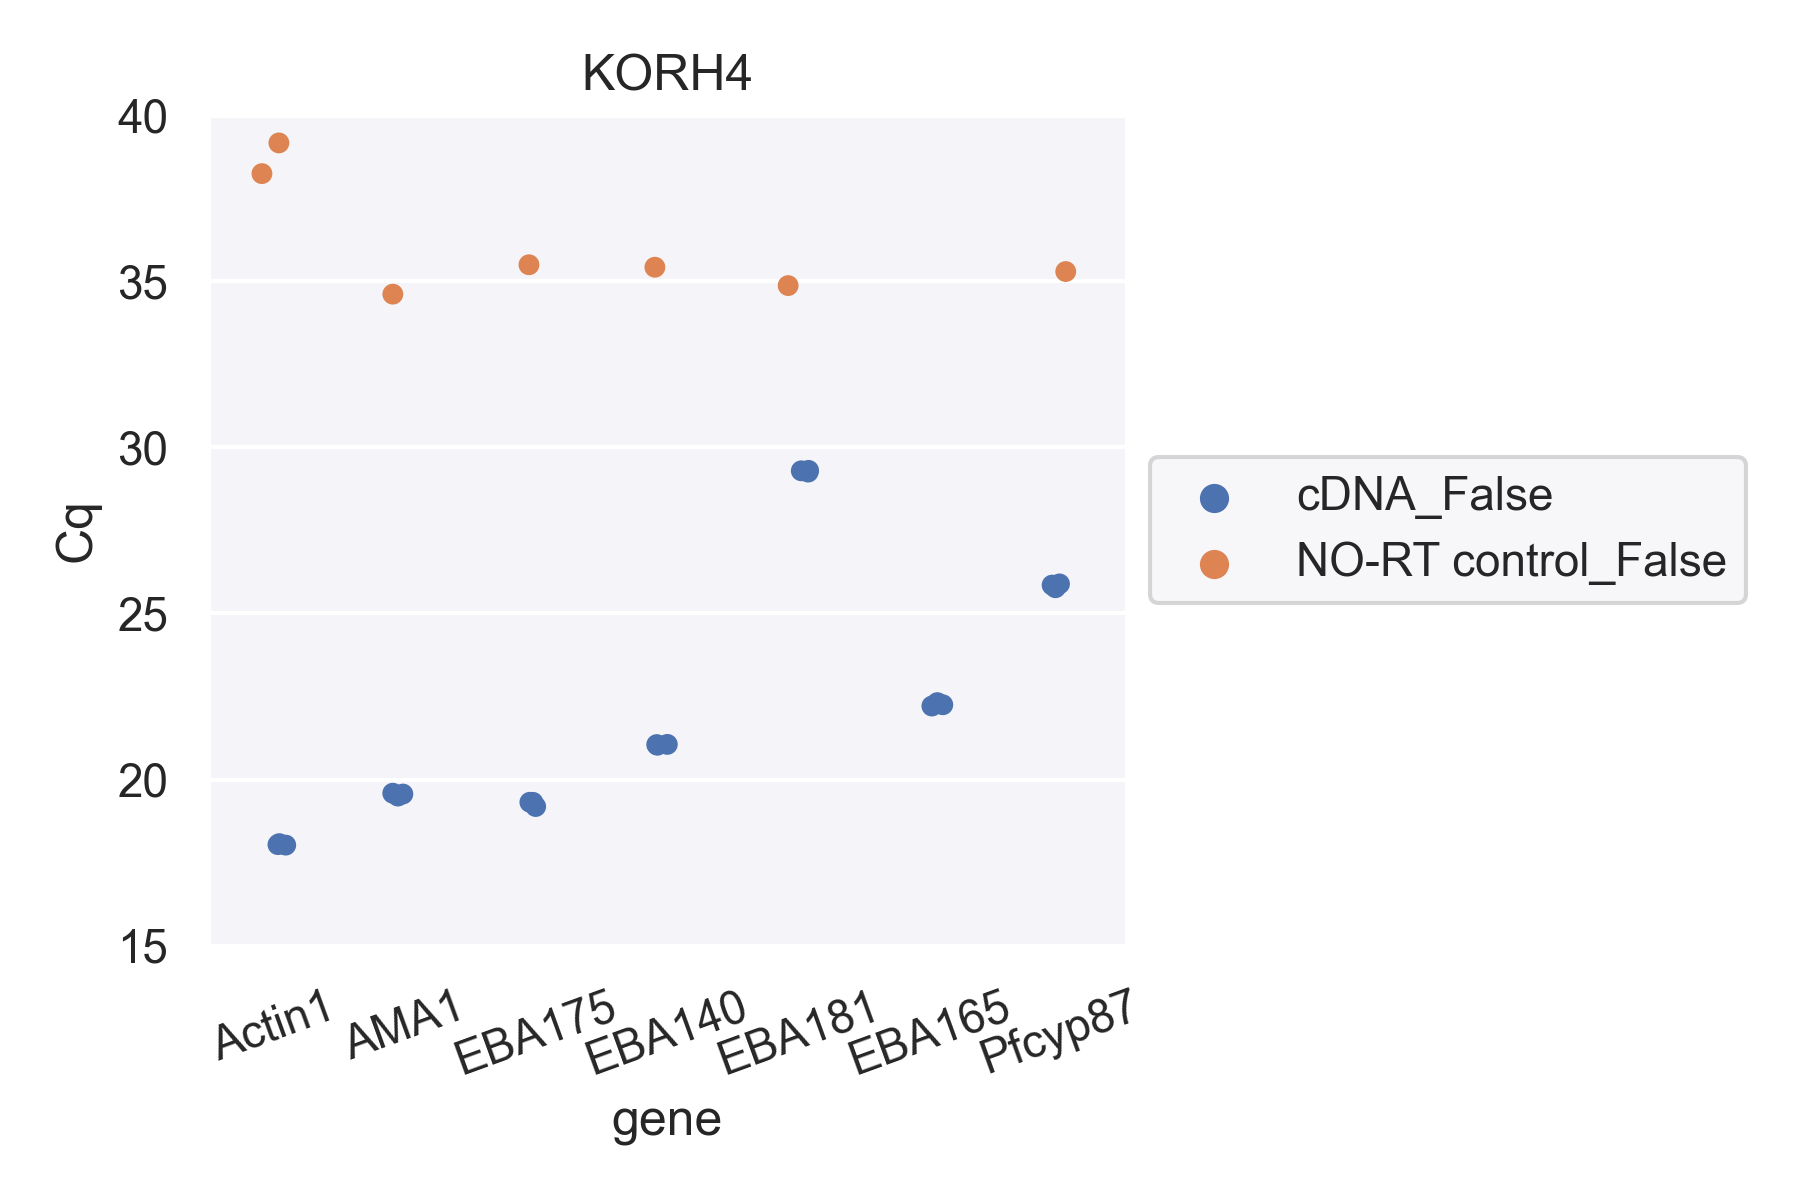 KORH4
40
35
30
25
20
15
Cq
Actin1
AMA1
EBA175
EBA140
EBA181
EBA165
Pfcyp87
gene
cDNA_False
NO-RT control_False